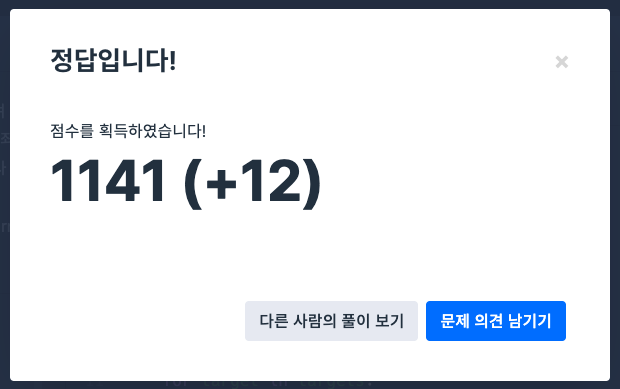 정답입니다!
점수를 획득하였습니다!
1141 (+12)
다른 사람의 풀이 보기
문제 의견 남기기